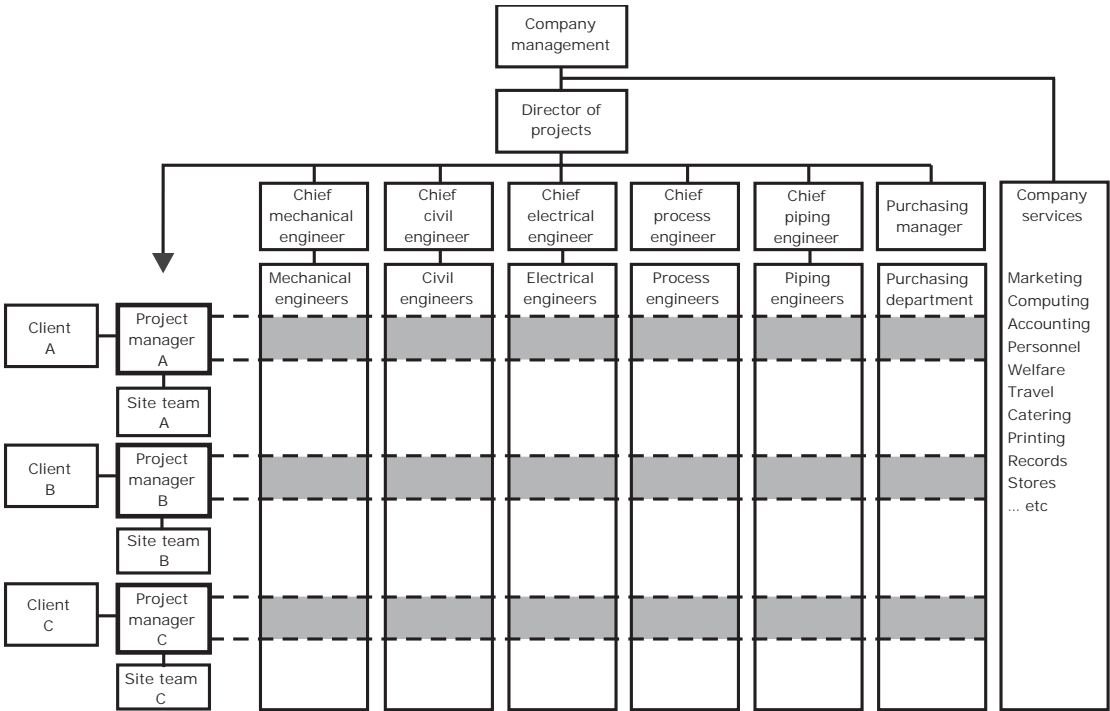 Company
management
Director of
projects
Chief
mechanical
engineer
Chief
civil
engineer
Chief
electrical
engineer
Chief
process
engineer
Chief
piping
engineer
Purchasing
manager
Company
services
Mechanical
engineers
Civil
engineers
Electrical
engineers
Process
engineers
Piping
engineers
Purchasing
department
Marketing
Computing
Accounting
Personnel
Welfare
Travel
Catering
Printing
Records
Stores
... etc
Client
A
Project
manager
A
Site team
A
Client
B
Project
manager
B
Site team
B
Client
C
Project
manager
C
Site team
C